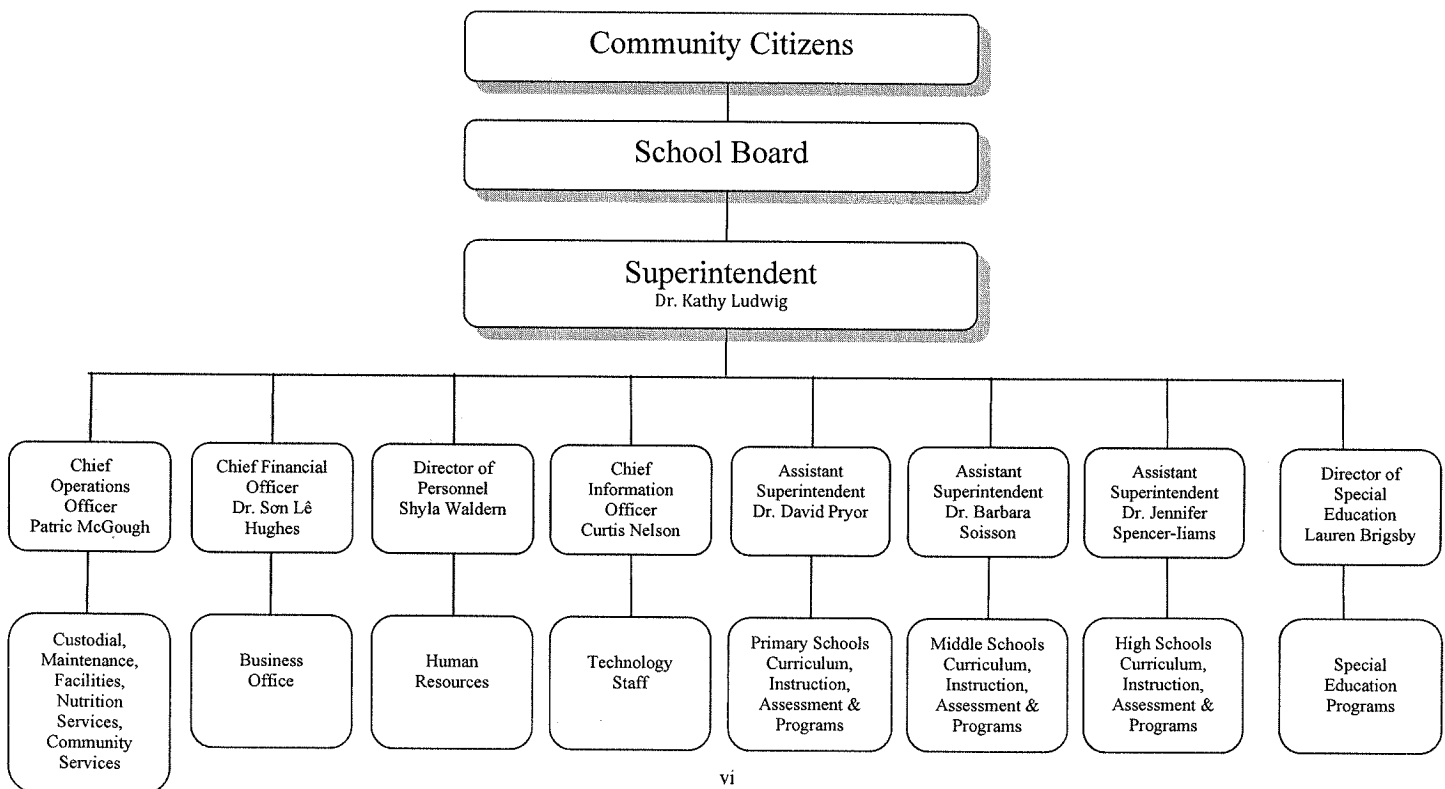 Community Citizens
School Board
Superintendent
Dr. Kathy Ludwig
Chief
Operations
Officer
Patric McGough
Chief Financial
Officer
Dr. Sơn Lê
Hughes
Director of
Personnel
Shyla Waldern
Chief
Information
Officer
Curtis Nelson
Assistant
Superintendent
Dr. David Pryor
Assistant
Superintendent
Dr. Barbara
Soisson
Assistant
Superintendent
Dr. Jennifer
Spencer-Iiams
Director of
Special
Education
Lauren Brigsby
Custodial,
Maintenance,
Facilities,
Nutrition
Services,
Community
Services
Business
Office
Human
Resources
Technology
Staff
Primary Schools
Curriculum,
Instruction,
Assessment &
Programs
Middle Schools
Curriculum,
Instruction,
Assessment &
Programs
High Schools
Curriculum,
Instruction,
Assessment &
Programs
Special
Education
Programs
vi